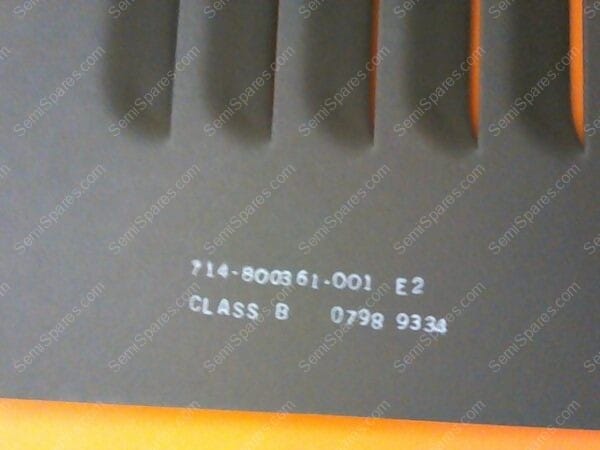 714-800361-001 E2
CLASS B 0798 9334
SemiSpares.com